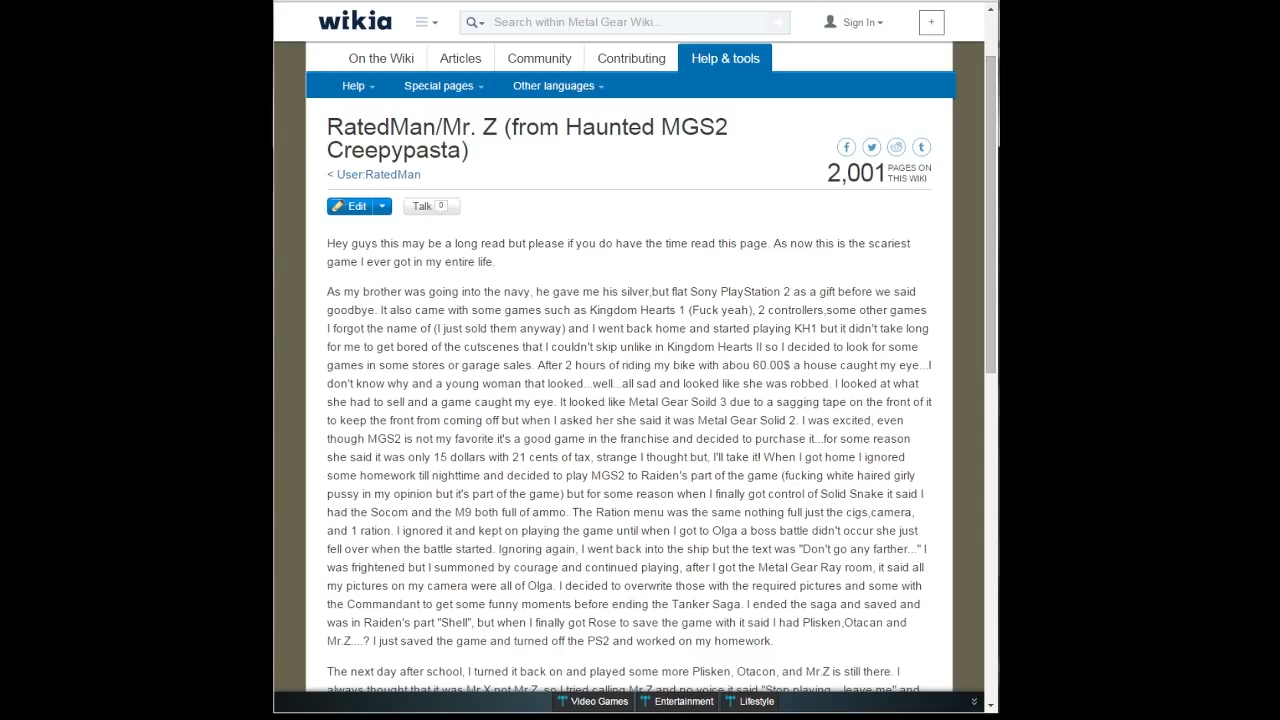 wikia
Search within Metal Gear Wiki...
Sign In
+
On the Wiki Articles Community Contributing Help & tools
Help Special pages Other languages
RatedMan/Mr. Z (from Haunted MGS2
Creepypasta)
< User:RatedMan
2,001 PAGES ON
THIS WIKI
Edit Talk 0
Hey guys this may be a long read but please if you do have the time read this page. As now this is the scariest
game I ever got in my entire life.
As my brother was going into the navy, he gave me his silver,but flat Sony PlayStation 2 as a gift before we said
goodbye. It also came with some games such as Kingdom Hearts 1 (Fuck yeah), 2 controllers,some other games
I forgot the name of (I just sold them anyway) and I went back home and started playing KH1 but it didn't take long
for me to get bored of the cutscenes that I couldn't skip unlike in Kingdom Hearts II so I decided to look for some
games in some stores or garage sales. After 2 hours of riding my bike with abou 60.00$ a house caught my eye...I
don't know why and a young woman that looked...well...all sad and looked like she was robbed. I looked at what
she had to sell and a game caught my eye. It looked like Metal Gear Soild 3 due to a sagging tape on the front of it
to keep the front from coming off but when I asked her she said it was Metal Gear Solid 2. I was excited, even
though MGS2 is not my favorite it's a good game in the franchise and decided to purchase it...for some reason
she said it was only 15 dollars with 21 cents of tax, strange I thought but, I'll take it! When I got home I ignored
some homework till nighttime and decided to play MGS2 to Raiden's part of the game (fucking white haired girly
pussy in my opinion but it's part of the game) but for some reason when I finally got control of Solid Snake it said I
had the Socom and the M9 both full of ammo. The Ration menu was the same nothing full just the cigs,camera,
and 1 ration. I ignored it and kept on playing the game until when I got to Olga a boss battle didn't occur she just
fell over when the battle started. Ignoring again, I went back into the ship but the text was "Don't go any farther..." I
was frightened but I summoned by courage and continued playing, after I got the Metal Gear Ray room, it said all
my pictures on my camera were all of Olga. I decided to overwrite those with the required pictures and some with
the Commandant to get some funny moments before ending the Tanker Saga. I ended the saga and saved and
was in Raiden's part "Shell", but when I finally got Rose to save the game with it said I had Plisken,Otacan and
Mr.Z....? I just saved the game and turned off the PS2 and worked on my homework.
The next day after school, I turned it back on and played some more Plisken, Otacon, and Mr.Z is still there. I
always thought that it was Mr.X not Mr.Z, so I tried calling Mr.Z and no voice it said "Stop playing...leave me" and
Video Games Entertainment Lifestyle